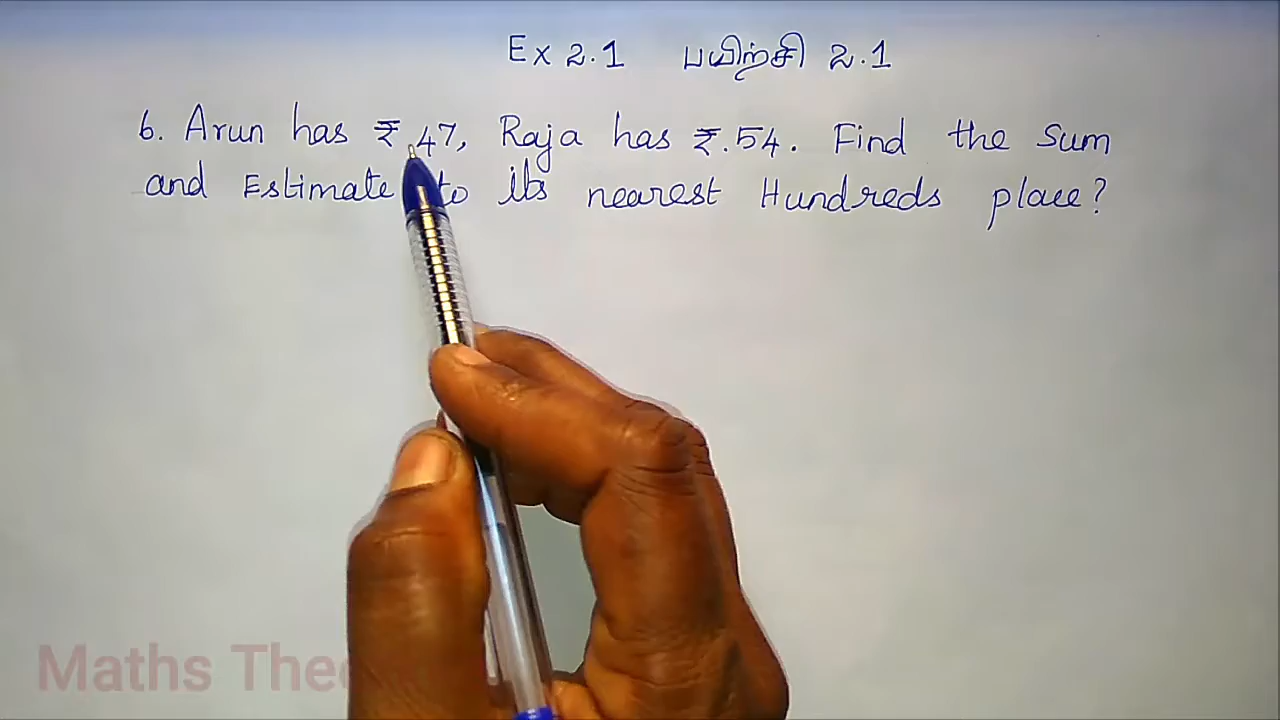 Ex 2.1 பயிற்சி 2.1
6. Arun has ₹.47, Raja has ₹.54. Find the Sum
and Estimate to its nearest Hundreds place?
Maths The